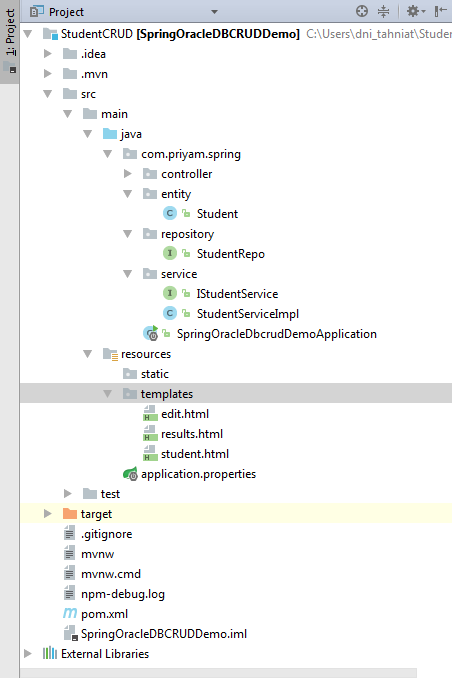 1: Project
Project
StudentCRUD [SpringOracleDBCRUDDemo] C:\Users\dni_tahniat\Studen
.idea
.mvn
src
main
java
com.priyam.spring
controller
entity
C Student
repository
I StudentRepo
service
I IStudentService
C StudentServiceImpl
SpringOracleDbcrudDemoApplication
resources
static
templates
H edit.html
H results.html
H student.html
application.properties
test
target
.gitignore
mvnw
mvnw.cmd
npm-debug.log
m pom.xml
SpringOracleDBCRUDDemo.iml
External Libraries